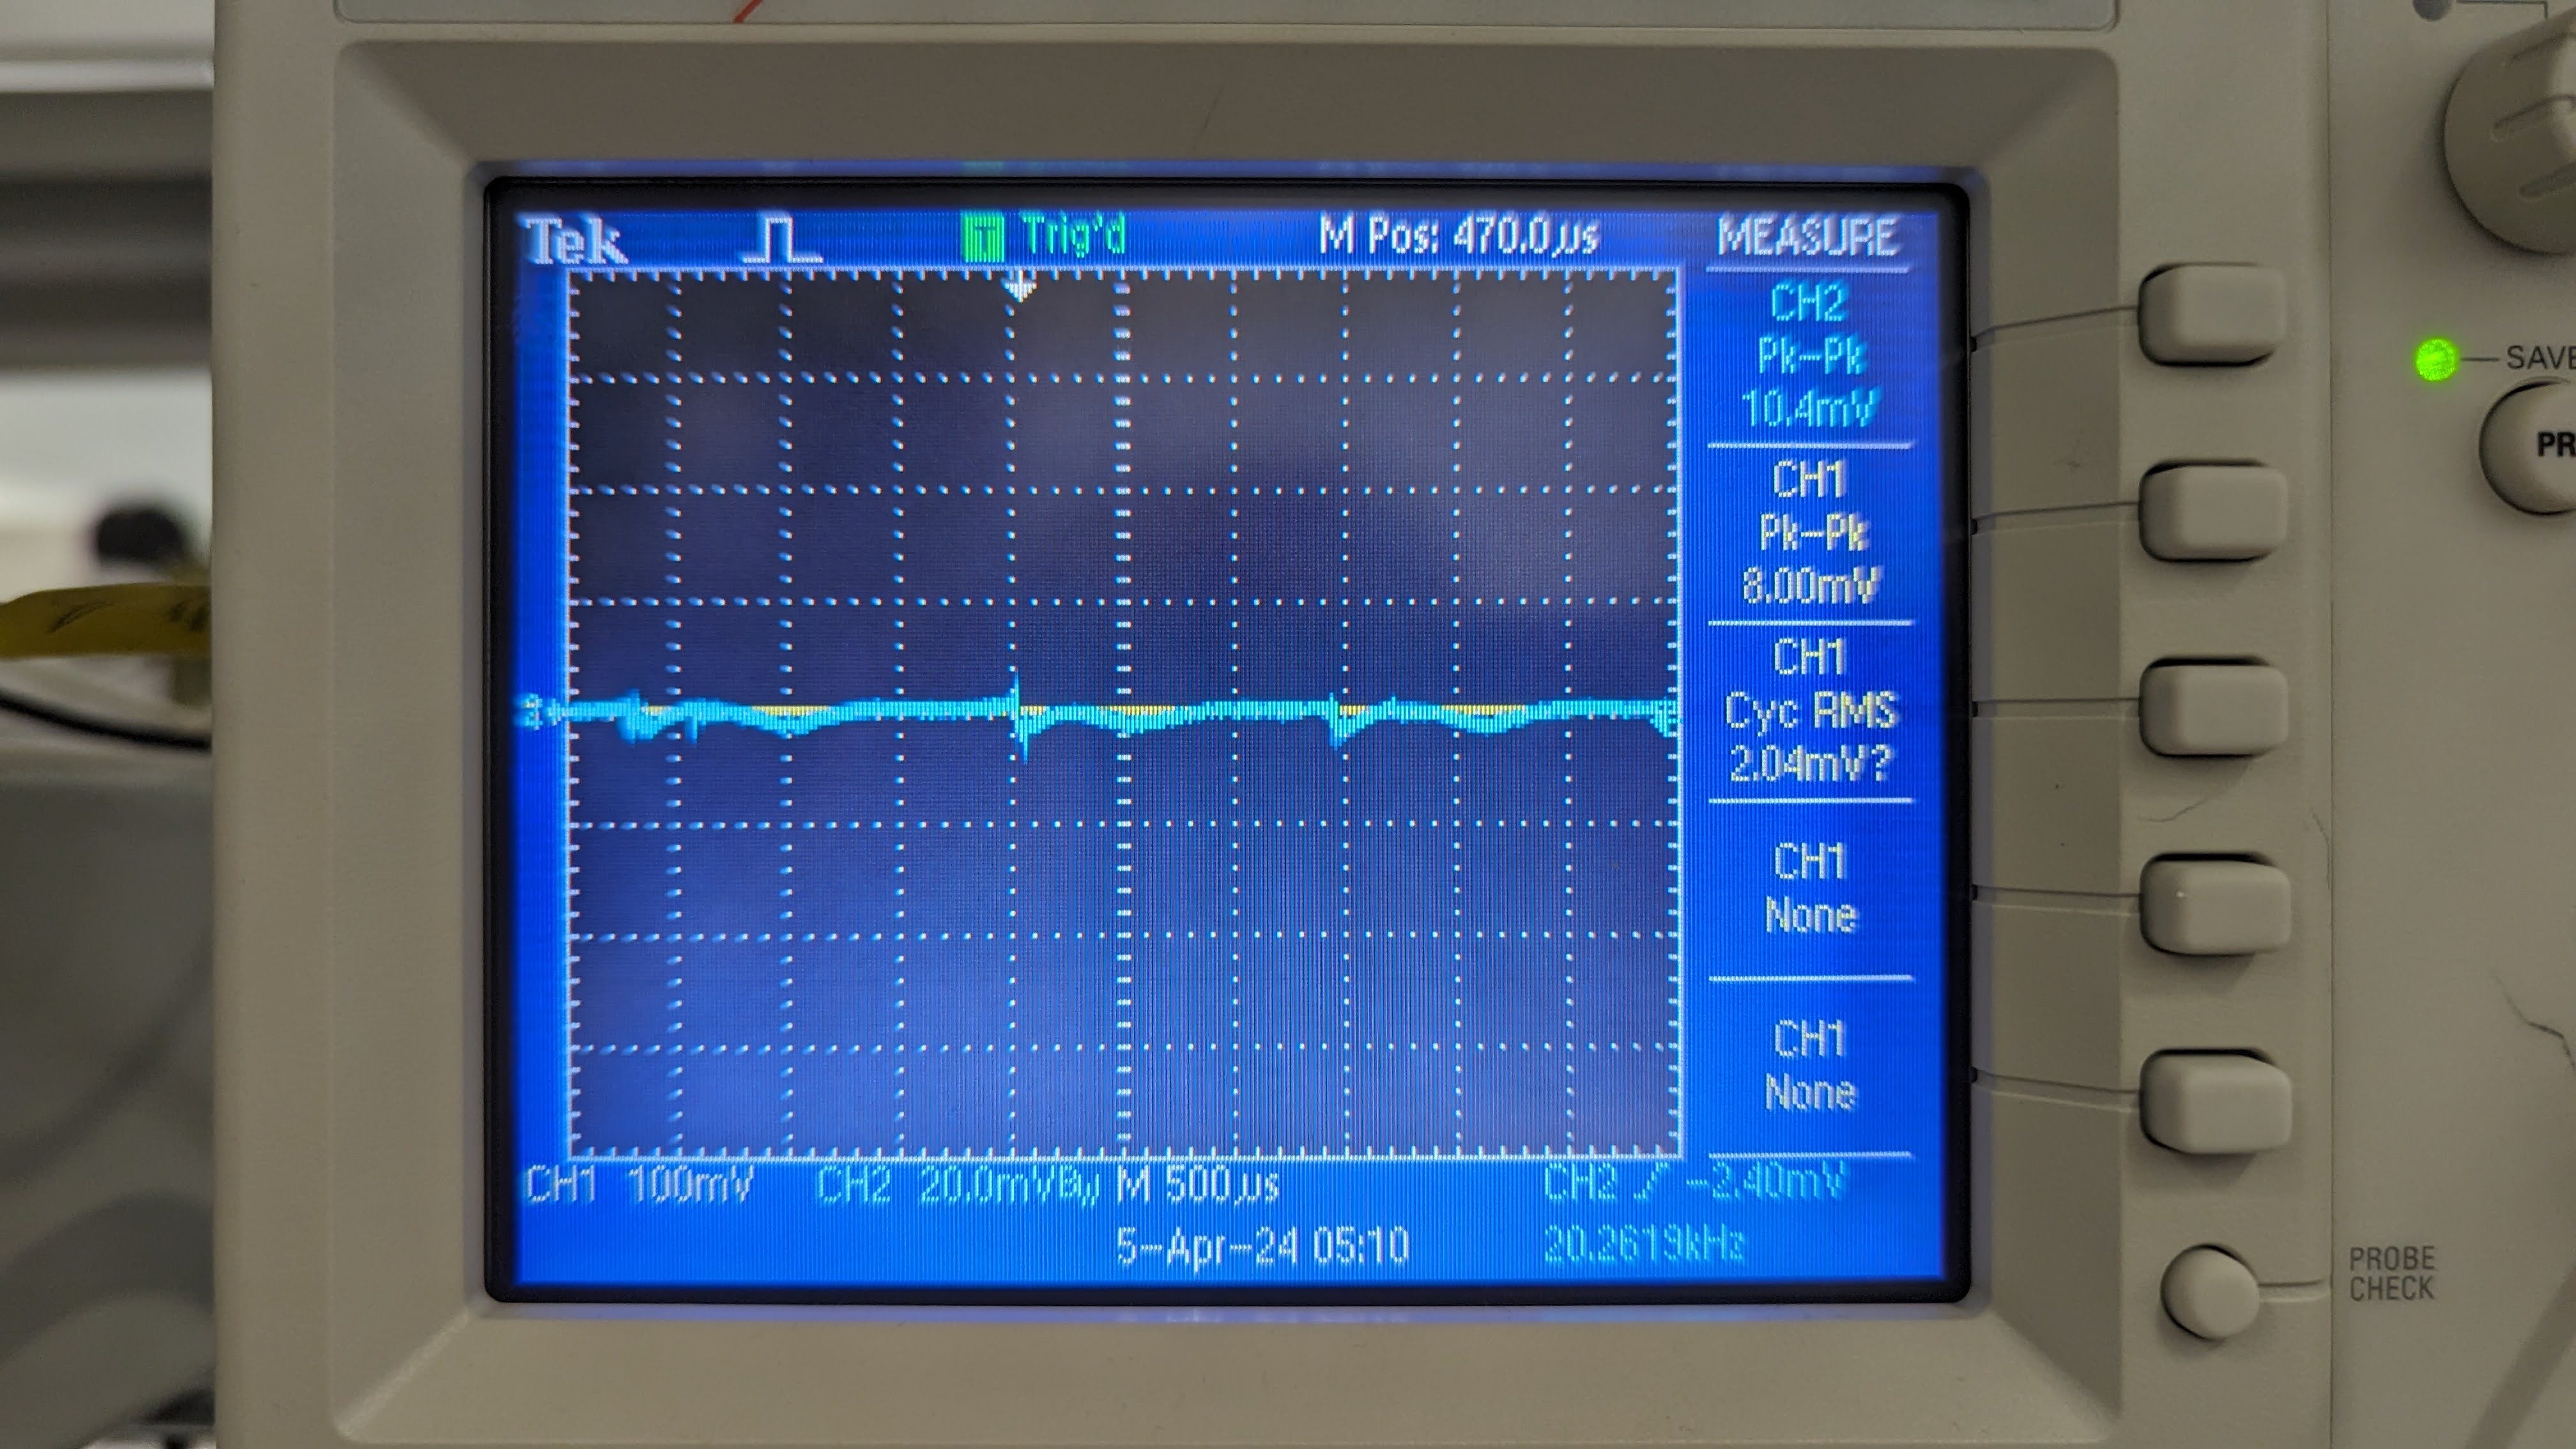 Tek T Trig'd M Pos: 470.0µs MEASURE
CH2
Pk-Pk
10.4mV
CH1
Pk-Pk
8.00mV
CH1
Cyc RMS
2.04mV?
CH1
None
CH1
None
2
CH1 100mV CH2 20.0mVBW M 500µs CH2 -2.40mV
5-Apr-24 05:10 20.2619kHz
SAVE
PR
PROBE
CHECK